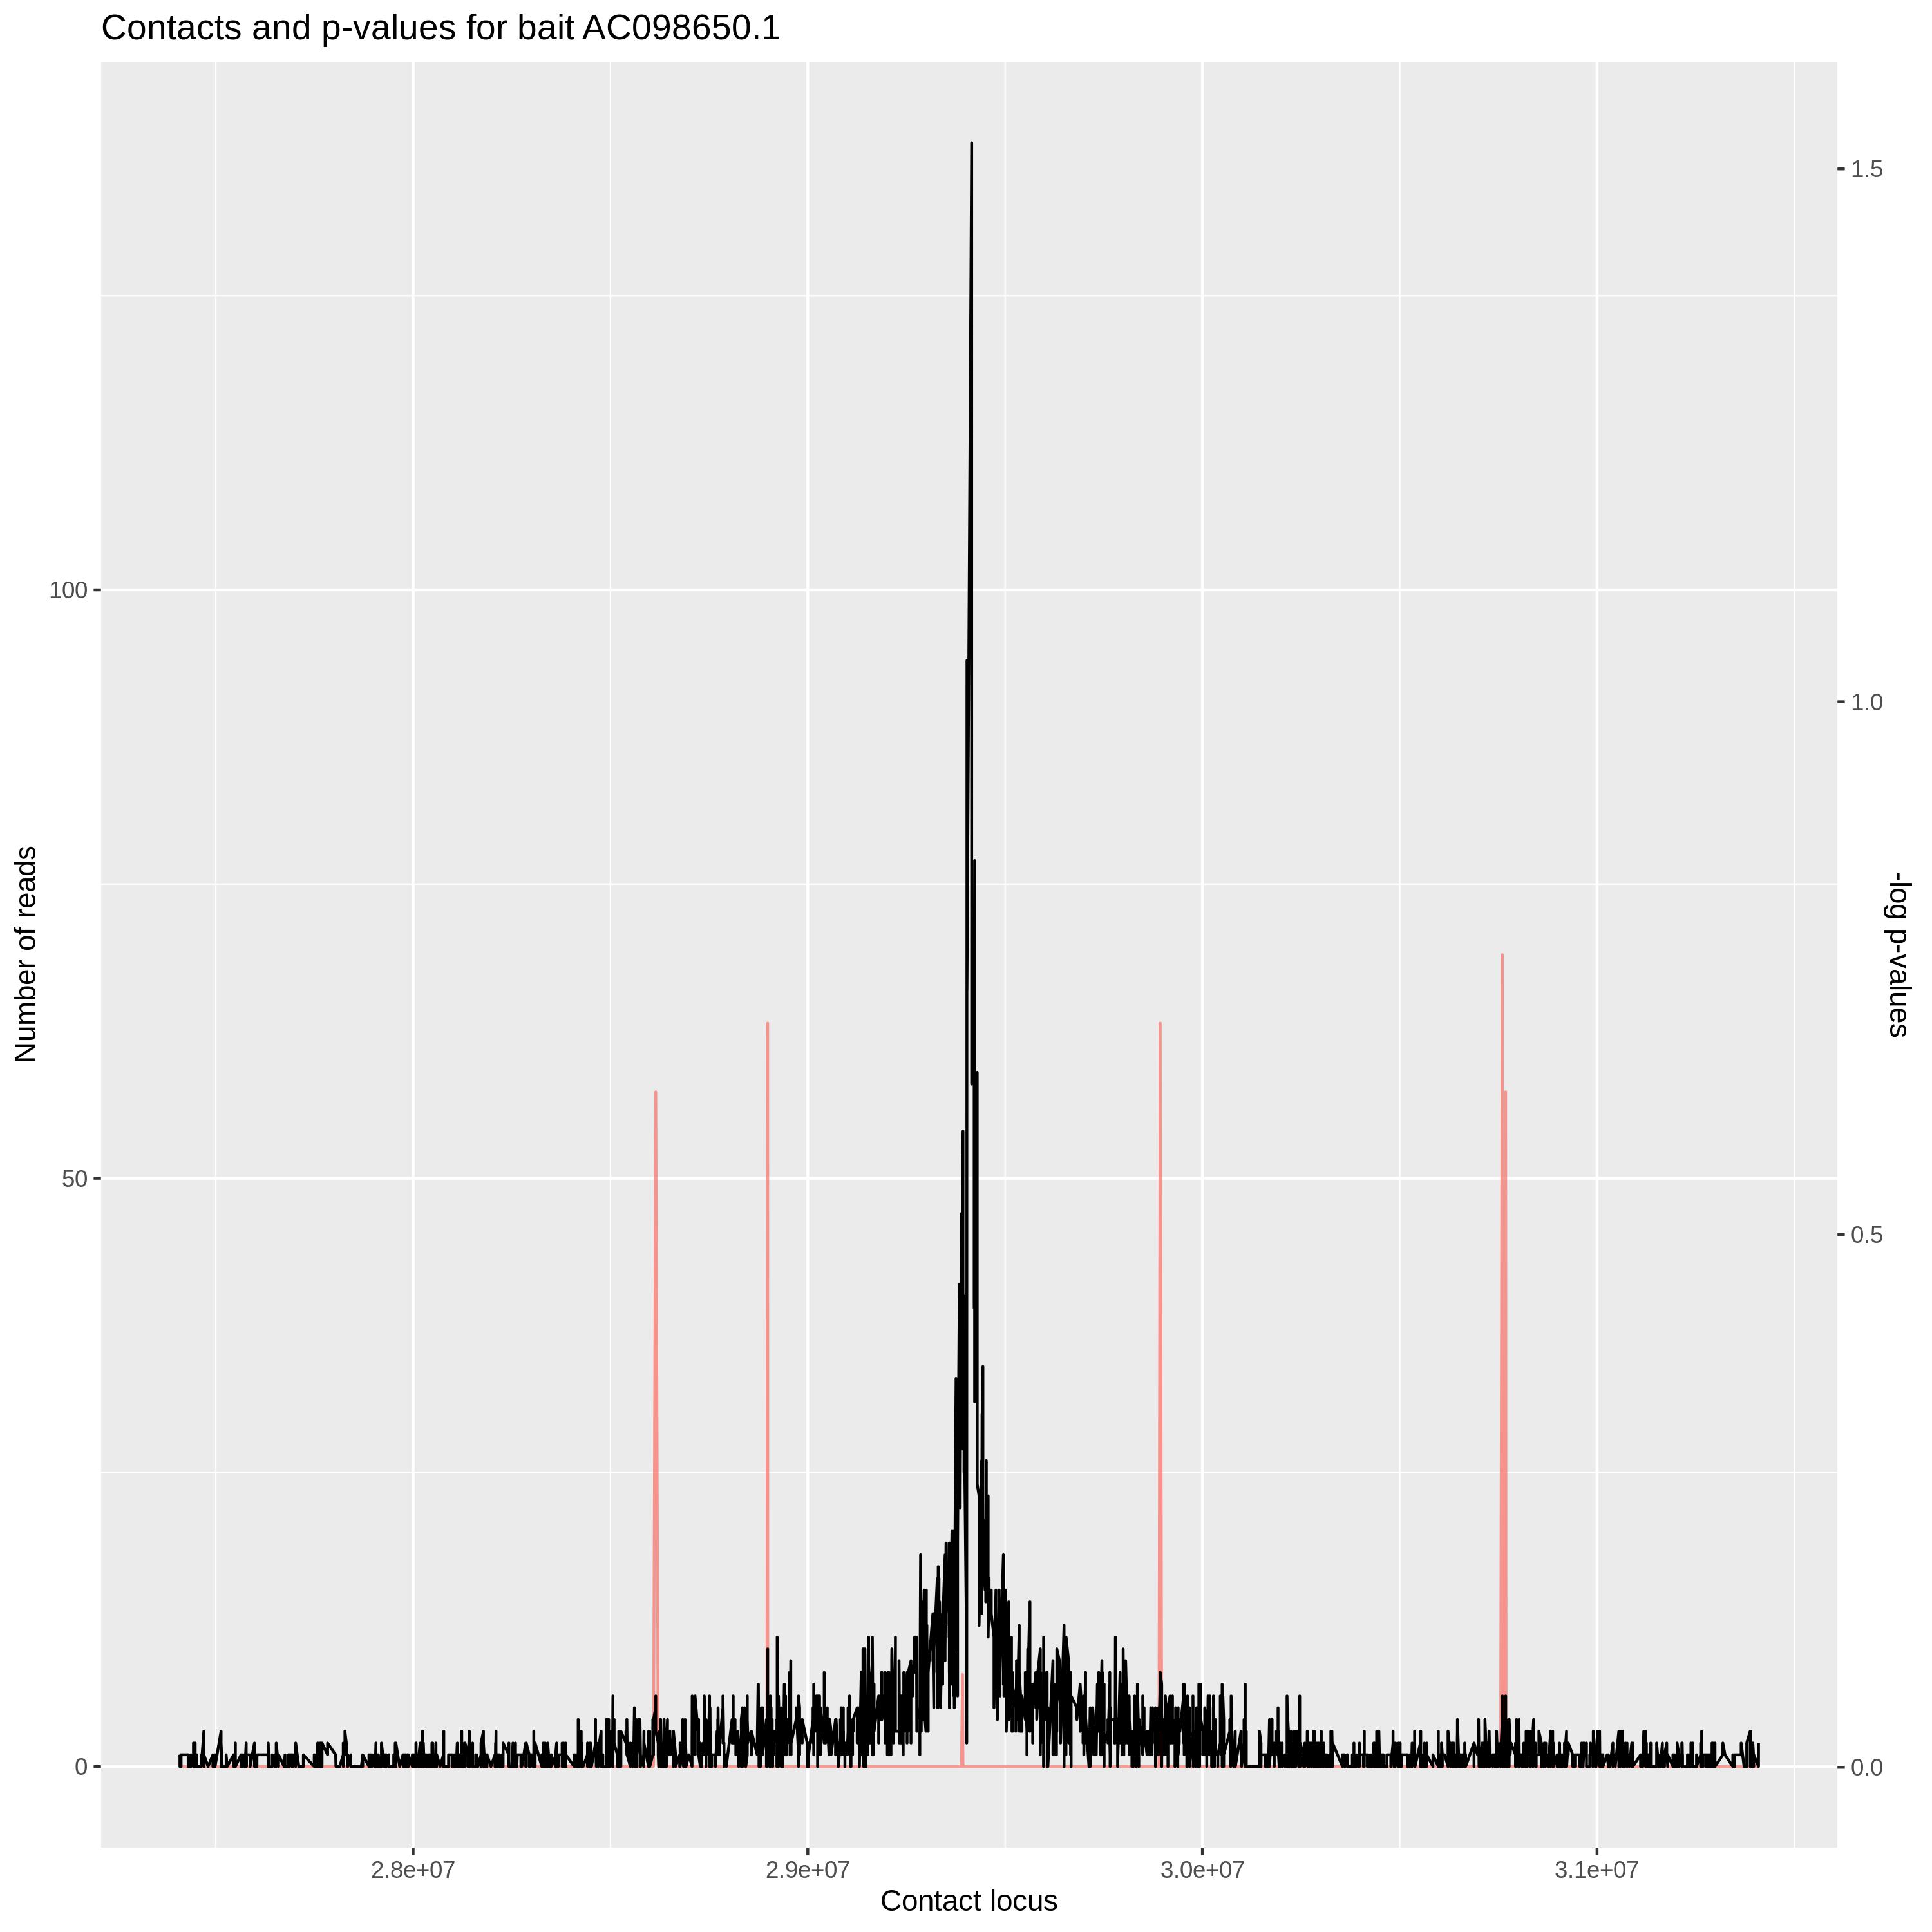 Contacts and p-values for bait AC098650.1
Number of reads
100
50
0
1.5
1.0
0.5
0.0
-log p-values
2.8e+07
2.9e+07
3.0e+07
3.1e+07
Contact locus